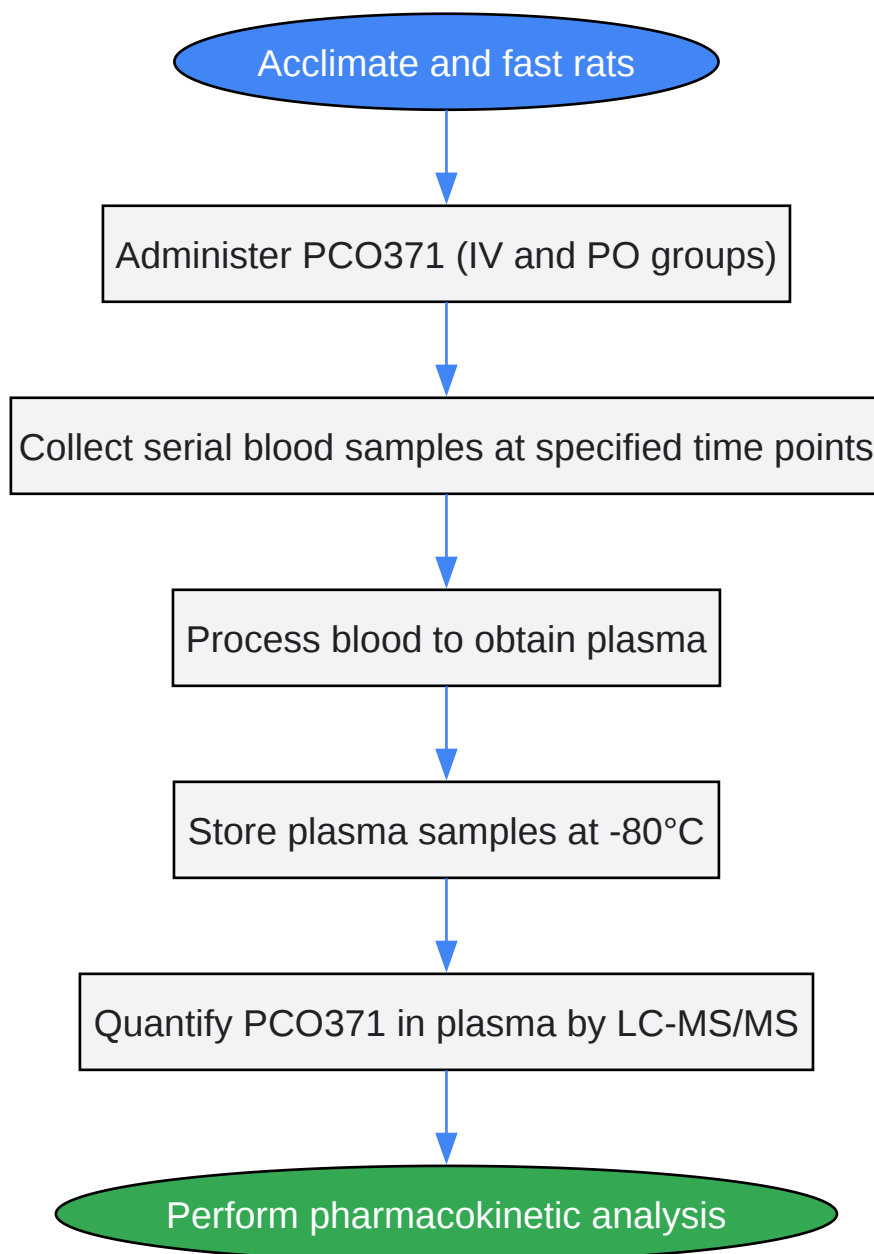 Acclimate and fast rats
Administer PCO371 (IV and PO groups)
Collect serial blood samples at specified time points
Process blood to obtain plasma
Store plasma samples at -80°C
Quantify PCO371 in plasma by LC-MS/MS
Perform pharmacokinetic analysis